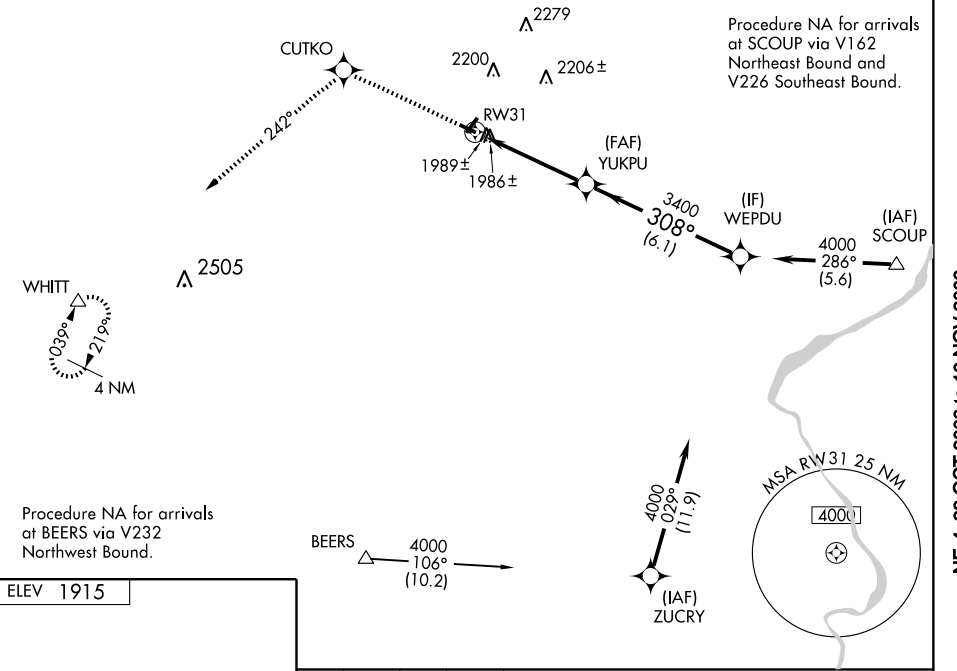 2279
Procedure NA for arrivals
at SCOUP via V162
Northeast Bound and
V226 Southeast Bound.
CUTKO
2200
2206±
242°
RW31
1989±
1986±
(FAF)
YUKPU
3400
308°
(6.1)
(IF)
WEPDU
(IAF)
SCOUP
4000
286°
(5.6)
2505
WHITT
039°
219°
4 NM
MSA RW31 25 NM
4000
4000
029°
(11.9)
Procedure NA for arrivals
at BEERS via V232
Northwest Bound.
BEERS
4000
106°
(10.2)
(IAF)
ZUCRY
ELEV 1915